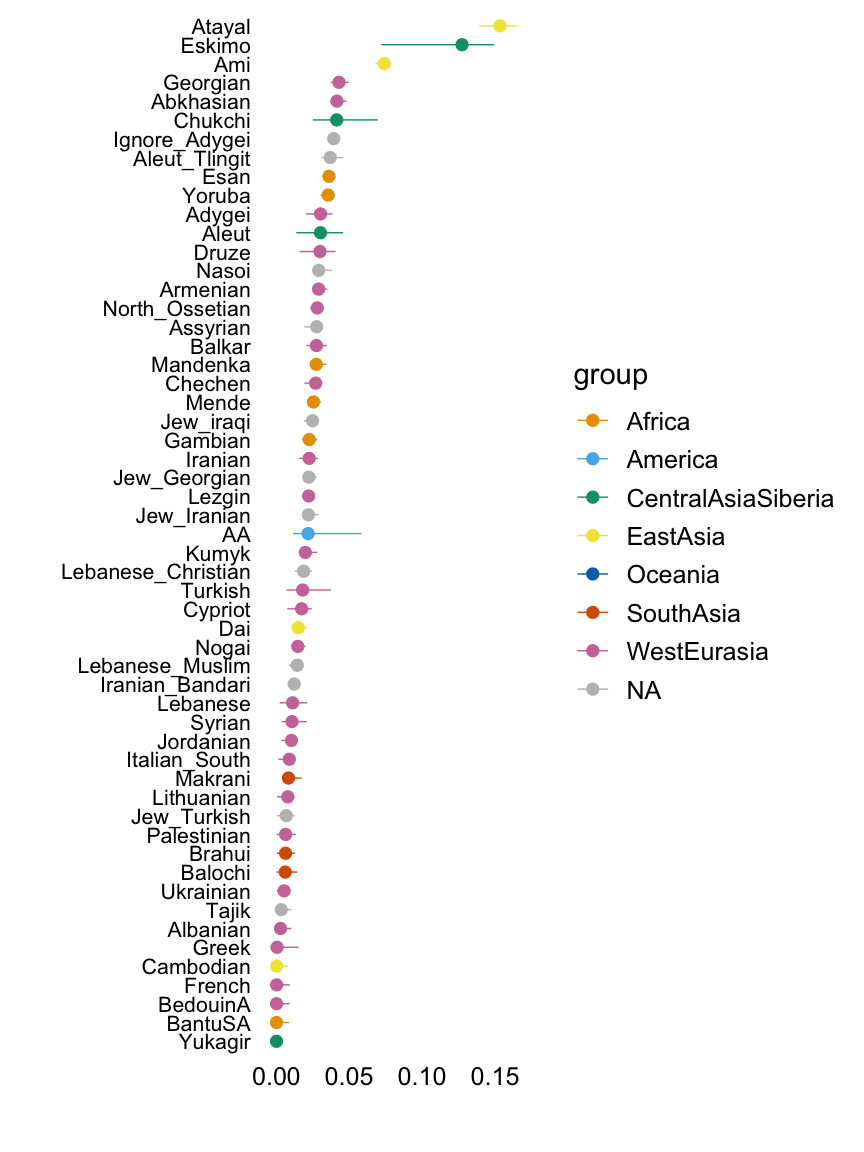 Atayal
Eskimo
Ami
Georgian
Abkhasian
Chukchi
Ignore_Adygei
Aleut_Tlingit
Esan
Yoruba
Adygei
Aleut
Druze
Nasoi
Armenian
North_Ossetian
Assyrian
Balkar
Mandenka
Chechen
Mende
Jew_iraqi
Gambian
Iranian
Jew_Georgian
Lezgin
Jew_Iranian
AA
Kumyk
Lebanese_Christian
Turkish
Cypriot
Dai
Nogai
Lebanese_Muslim
Iranian_Bandari
Lebanese
Syrian
Jordanian
Italian_South
Makrani
Lithuanian
Jew_Turkish
Palestinian
Brahui
Balochi
Ukrainian
Tajik
Albanian
Greek
Cambodian
French
BedouinA
BantuSA
Yukagir
0.00 0.05 0.10 0.15
group
Africa
America
CentralAsiaSiberia
EastAsia
Oceania
SouthAsia
WestEurasia
NA